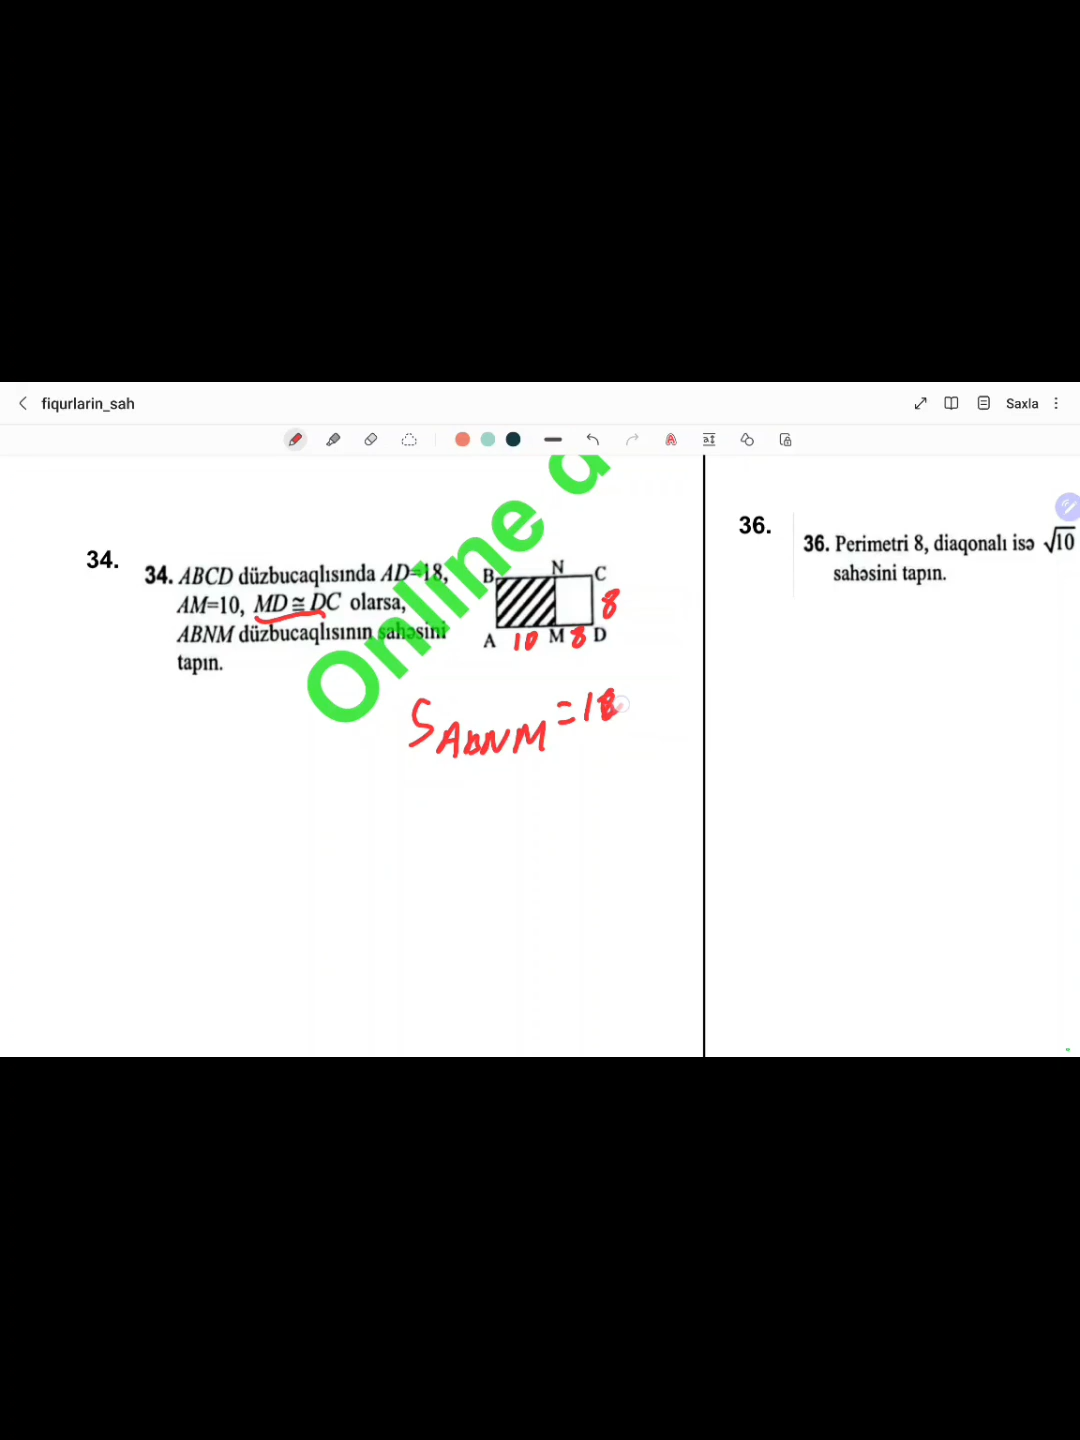 fiqurlarin_sah
Saxla
34.
34. ABCD düzbucaqlısında AD=18,
AM=10, MD≅DC olarsa,
ABNM düzbucaqlısının sahəsini
tapın.
B N C
8
A 10 M 8 D
S ABNM =18
Online d
36.
36. Perimetri 8, diaqonalı isə √10
sahəsini tapın.